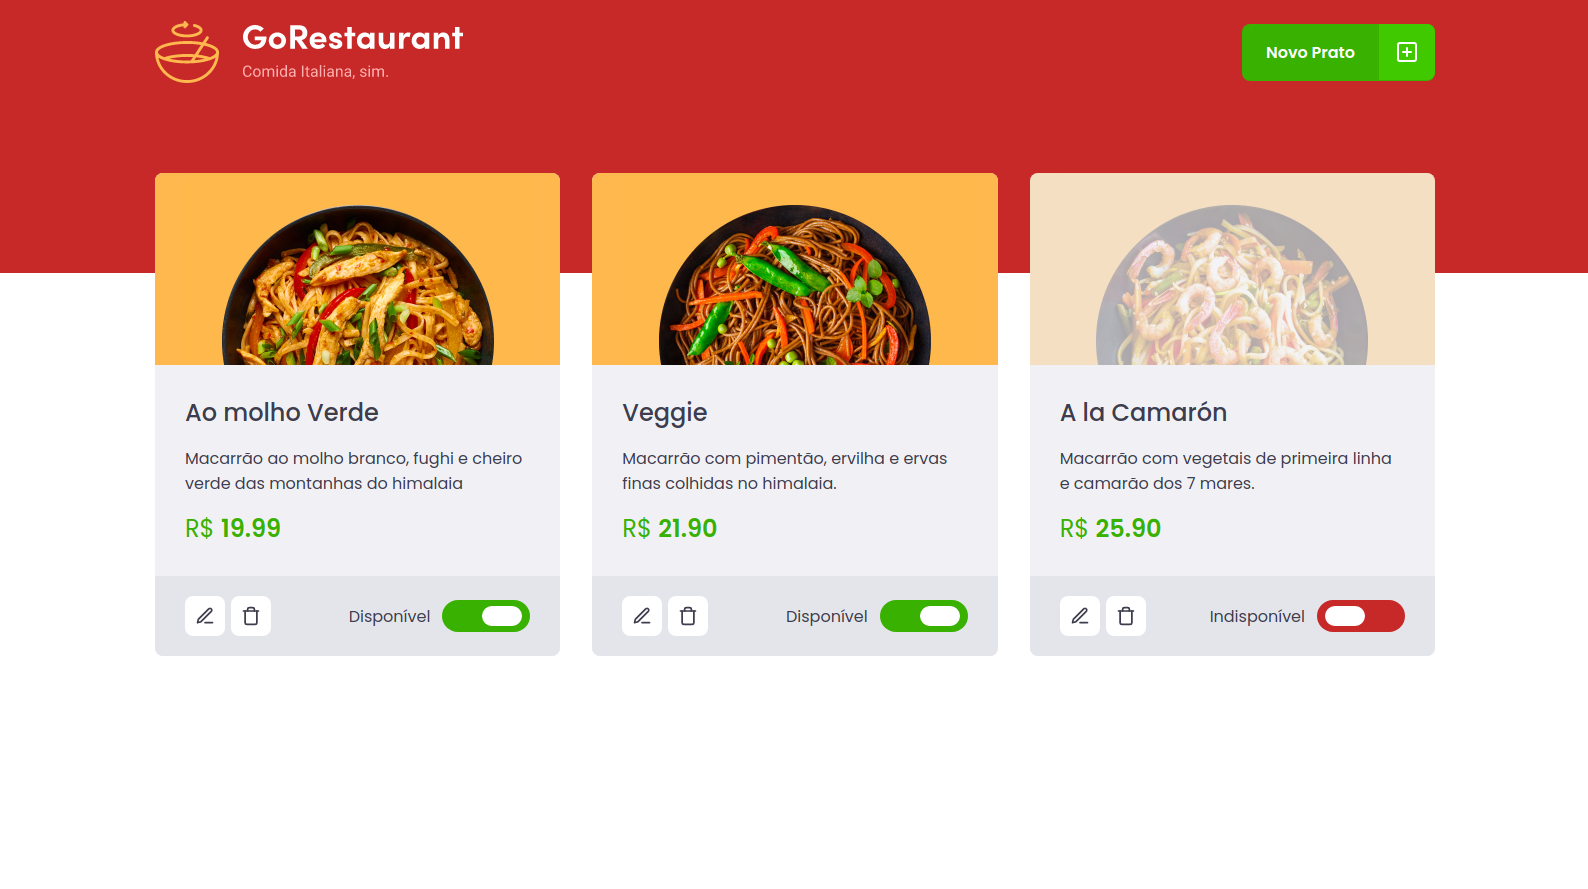 GoRestaurant
Comida Italiana, sim.
Novo Prato
Ao molho Verde
Macarrão ao molho branco, fughi e cheiro
verde das montanhas do himalaia
R$ 19.99
Disponível
Veggie
Macarrão com pimentão, ervilha e ervas
finas colhidas no himalaia.
R$ 21.90
Disponível
A la Camarón
Macarrão com vegetais de primeira linha
e camarão dos 7 mares.
R$ 25.90
Indisponível